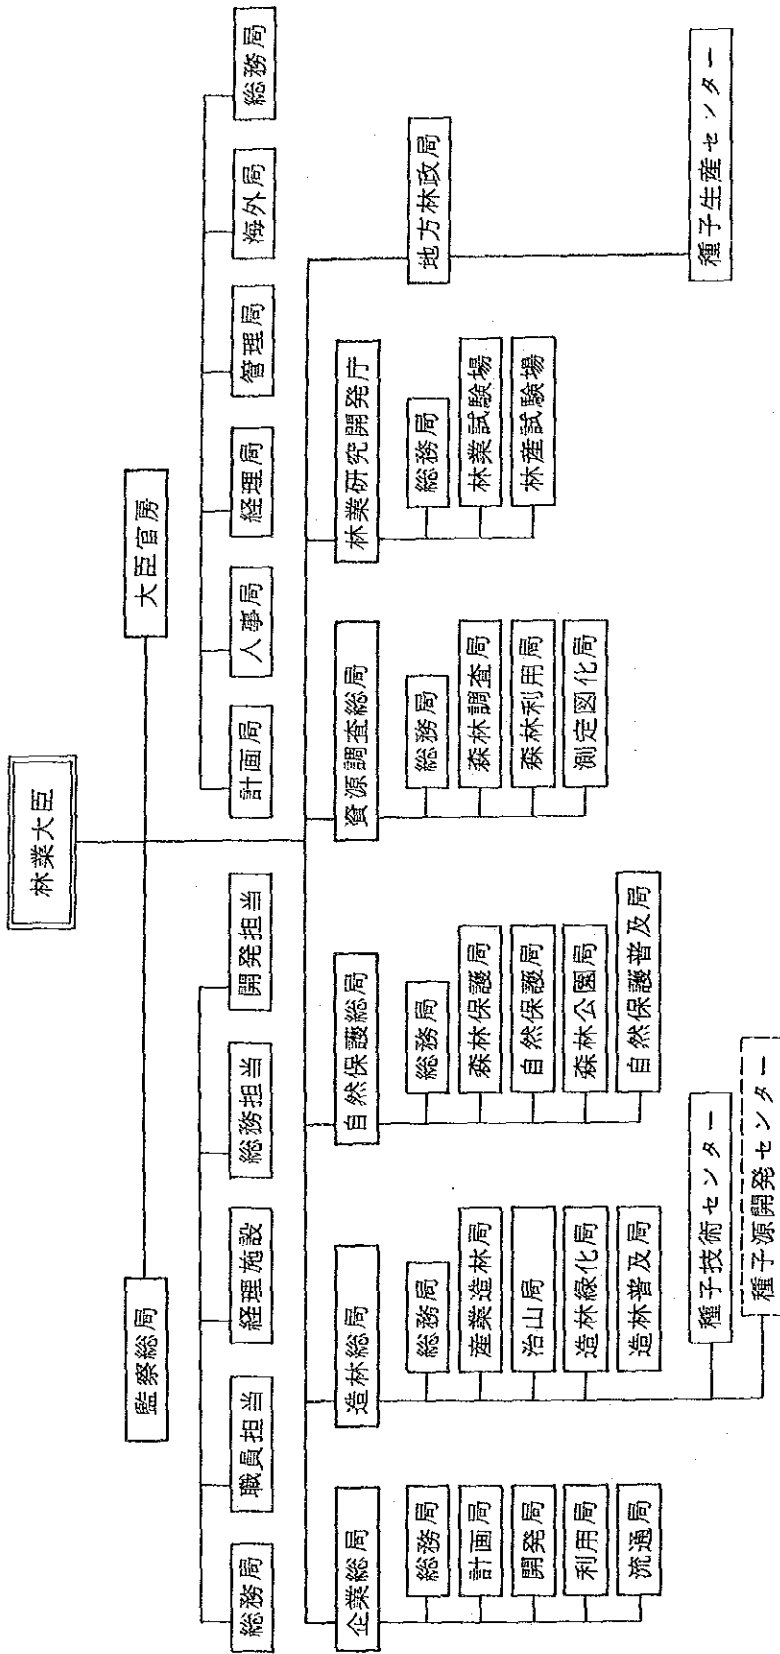 林業大臣
監察総局
大臣官房
総務局
職員担当
経理施設
総務担当
開発担当
計画局
人事局
経理局
管理局
海外局
総務局
企業総局
総務局
計画局
開発局
利用局
流通局
造林総局
総務局
産業造林局
治山局
造林緑化局
造林普及局
種子技術センター
種子源開発センター
自然保護総局
総務局
森林保護局
自然保護局
森林公園局
自然保護普及局
資源調査総局
総務局
森林調査局
森林利用局
測定図化局
林業研究開発庁
総務局
林業試験場
林産試験場
地方林政局
種子生産センター